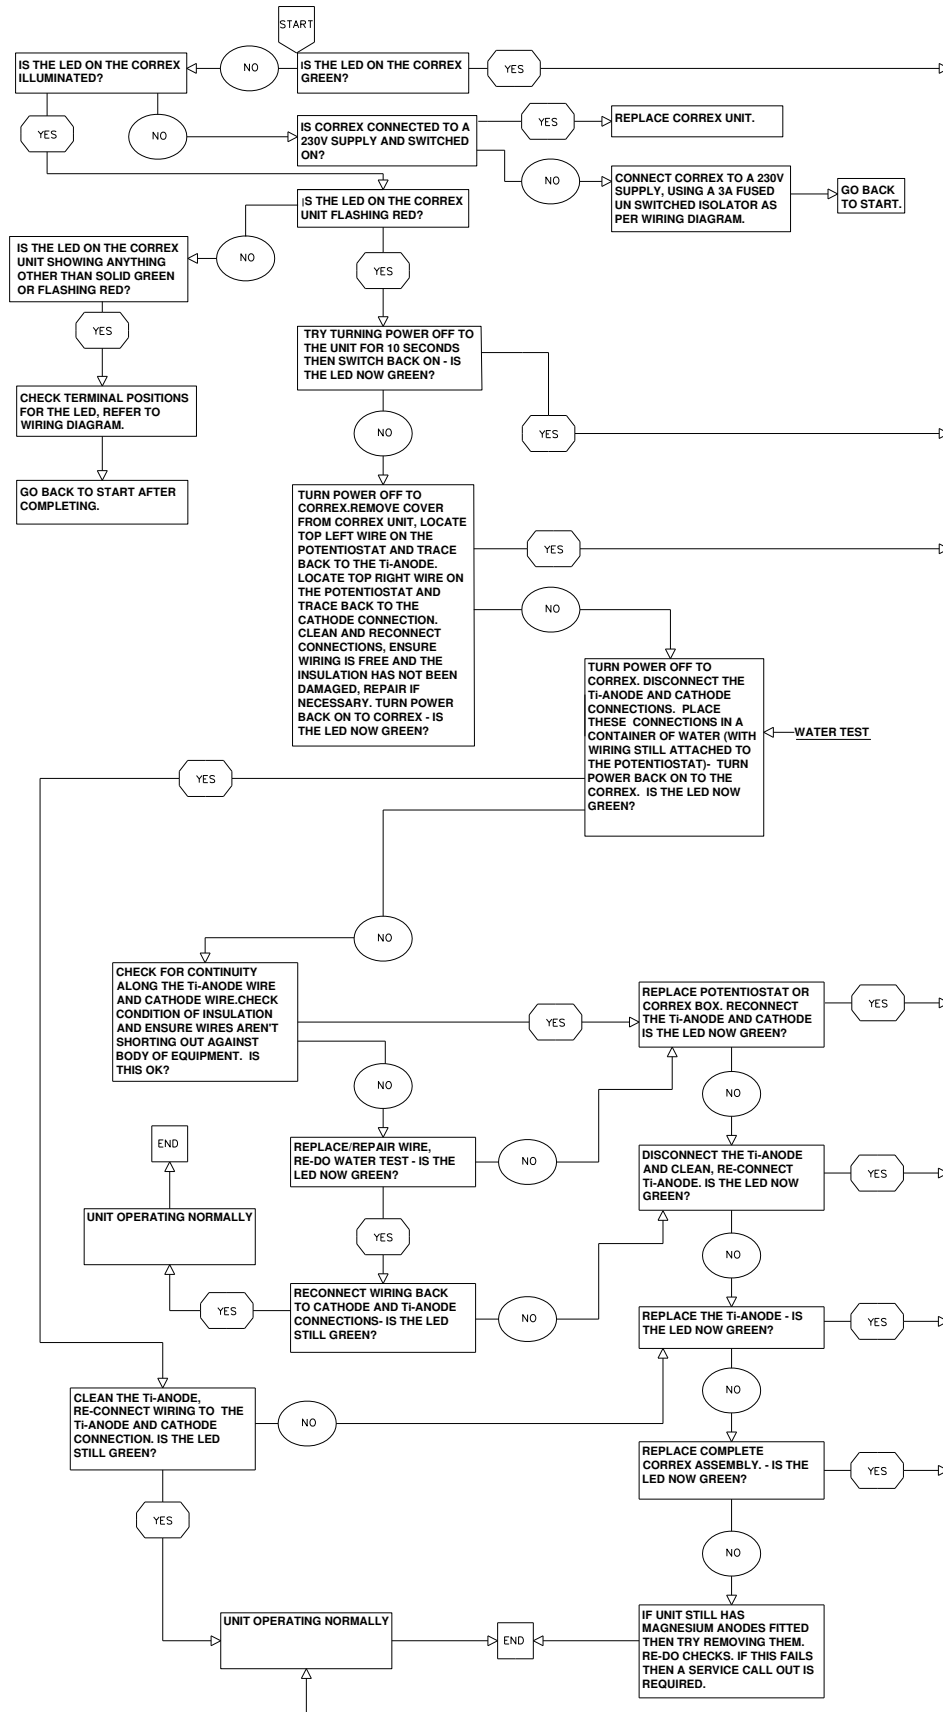 START
IS THE LED ON THE CORREX
ILLUMINATED?
NO
IS THE LED ON THE CORREX
GREEN?
YES
YES
NO
IS CORREX CONNECTED TO A
230V SUPPLY AND SWITCHED
ON?
YES
REPLACE CORREX UNIT.
NO
CONNECT CORREX TO A 230V
SUPPLY, USING A 3A FUSED
UN SWITCHED ISOLATOR AS
PER WIRING DIAGRAM.
GO BACK
TO START.
IS THE LED ON THE CORREX
UNIT FLASHING RED?
NO
IS THE LED ON THE CORREX
UNIT SHOWING ANYTHING
OTHER THAN SOLID GREEN
OR FLASHING RED?
YES
YES
CHECK TERMINAL POSITIONS
FOR THE LED, REFER TO
WIRING DIAGRAM.
GO BACK TO START AFTER
COMPLETING.
TRY TURNING POWER OFF TO
THE UNIT FOR 10 SECONDS
THEN SWITCH BACK ON - IS
THE LED NOW GREEN?
NO
YES
TURN POWER OFF TO
CORREX.REMOVE COVER
FROM CORREX UNIT, LOCATE
TOP LEFT WIRE ON THE
POTENTIOSTAT AND TRACE
BACK TO THE Ti-ANODE.
LOCATE TOP RIGHT WIRE ON
THE POTENTIOSTAT AND
TRACE BACK TO THE
CATHODE CONNECTION.
CLEAN AND RECONNECT
CONNECTIONS, ENSURE
WIRING IS FREE AND THE
INSULATION HAS NOT BEEN
DAMAGED, REPAIR IF
NECESSARY. TURN POWER
BACK ON TO CORREX - IS
THE LED NOW GREEN?
YES
NO
TURN POWER OFF TO
CORREX. DISCONNECT THE
Ti-ANODE AND CATHODE
CONNECTIONS. PLACE
THESE CONNECTIONS IN A
CONTAINER OF WATER (WITH
WIRING STILL ATTACHED TO
THE POTENTIOSTAT)- TURN
POWER BACK ON TO THE
CORREX. IS THE LED NOW
GREEN?
WATER TEST
YES
NO
CHECK FOR CONTINUITY
ALONG THE Ti-ANODE WIRE
AND CATHODE WIRE.CHECK
CONDITION OF INSULATION
AND ENSURE WIRES AREN'T
SHORTING OUT AGAINST
BODY OF EQUIPMENT. IS
THIS OK?
YES
REPLACE POTENTIOSTAT OR
CORREX BOX. RECONNECT
THE Ti-ANODE AND CATHODE
IS THE LED NOW GREEN?
YES
NO
NO
END
REPLACE/REPAIR WIRE,
RE-DO WATER TEST - IS THE
LED NOW GREEN?
NO
DISCONNECT THE Ti-ANODE
AND CLEAN, RE-CONNECT
Ti-ANODE. IS THE LED NOW
GREEN?
YES
UNIT OPERATING NORMALLY
YES
NO
YES
RECONNECT WIRING BACK
TO CATHODE AND Ti-ANODE
CONNECTIONS- IS THE LED
STILL GREEN?
NO
REPLACE THE Ti-ANODE - IS
THE LED NOW GREEN?
YES
CLEAN THE Ti-ANODE,
RE-CONNECT WIRING TO THE
Ti-ANODE AND CATHODE
CONNECTION. IS THE LED
STILL GREEN?
NO
NO
REPLACE COMPLETE
CORREX ASSEMBLY. - IS THE
LED NOW GREEN?
YES
YES
NO
UNIT OPERATING NORMALLY
END
IF UNIT STILL HAS
MAGNESIUM ANODES FITTED
THEN TRY REMOVING THEM.
RE-DO CHECKS. IF THIS FAILS
THEN A SERVICE CALL OUT IS
REQUIRED.